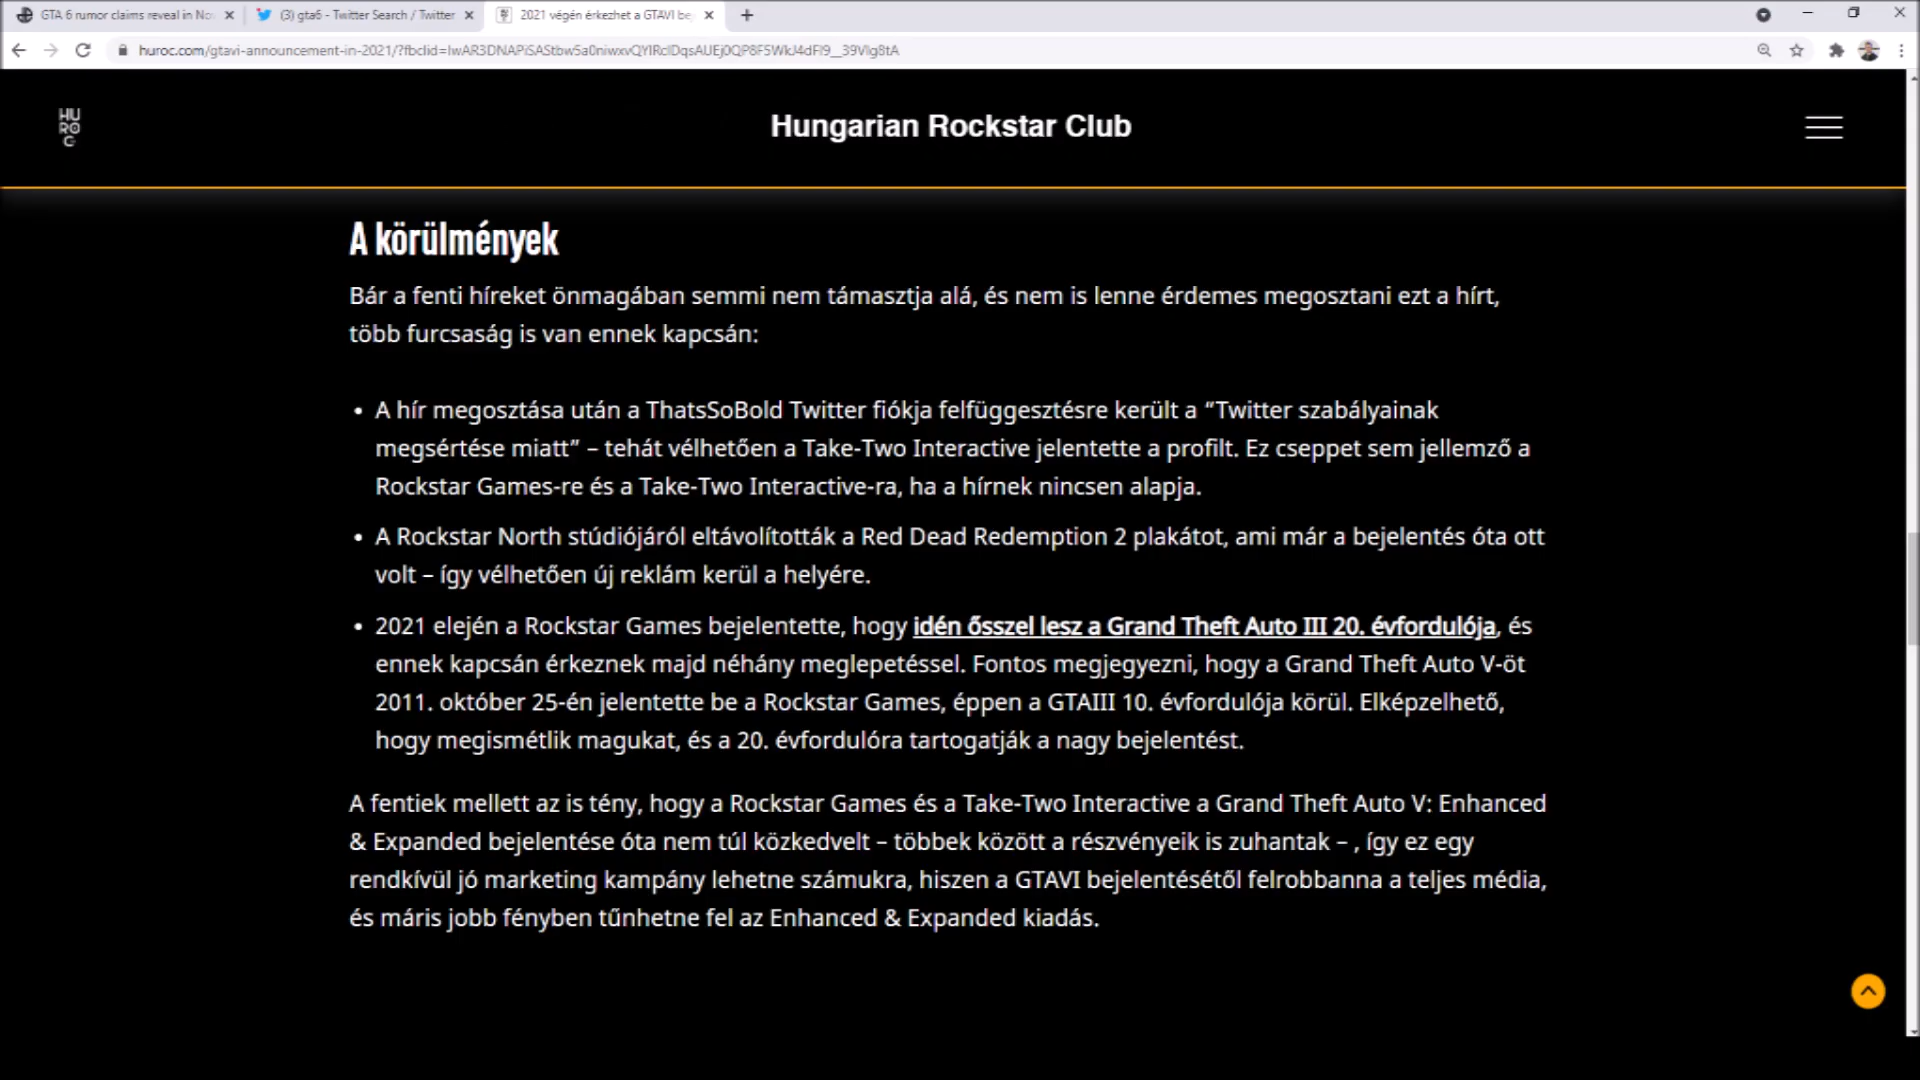 GTA 6 rumor claims reveal in No
(3) gta6 - Twitter Search / Twitter
2021 végén érkezhet a GTAVI be
HU
RO
C
Hungarian Rockstar Club
A körülmények
Bár a fenti híreket önmagában semmi nem támasztja alá, és nem is lenne érdemes megosztani ezt a hírt,
több furcsaság is van ennek kapcsán:
• A hír megosztása után a ThatsSoBold Twitter fiókja felfüggesztésre került a “Twitter szabályainak
megsértése miatt” – tehát vélhetően a Take-Two Interactive jelentette a profilt. Ez cseppet sem jellemző a
Rockstar Games-re és a Take-Two Interactive-ra, ha a hírnek nincsen alapja.
• A Rockstar North stúdiójáról eltávolították a Red Dead Redemption 2 plakátot, ami már a bejelentés óta ott
volt – így vélhetően új reklám kerül a helyére.
• 2021 elején a Rockstar Games bejelentette, hogy idén ősszel lesz a Grand Theft Auto III 20. évfordulója, és
ennek kapcsán érkeznek majd néhány meglepetéssel. Fontos megjegyezni, hogy a Grand Theft Auto V-öt
2011. október 25-én jelentette be a Rockstar Games, éppen a GTAIII 10. évfordulója körül. Elképzelhető,
hogy megismétlik magukat, és a 20. évfordulóra tartogatják a nagy bejelentést.
A fentiek mellett az is tény, hogy a Rockstar Games és a Take-Two Interactive a Grand Theft Auto V: Enhanced
& Expanded bejelentése óta nem túl közkedvelt – többek között a részvényeik is zuhantak – , így ez egy
rendkívül jó marketing kampány lehetne számukra, hiszen a GTAVI bejelentésétől felrobbanna a teljes média,
és máris jobb fényben tűnhetne fel az Enhanced & Expanded kiadás.